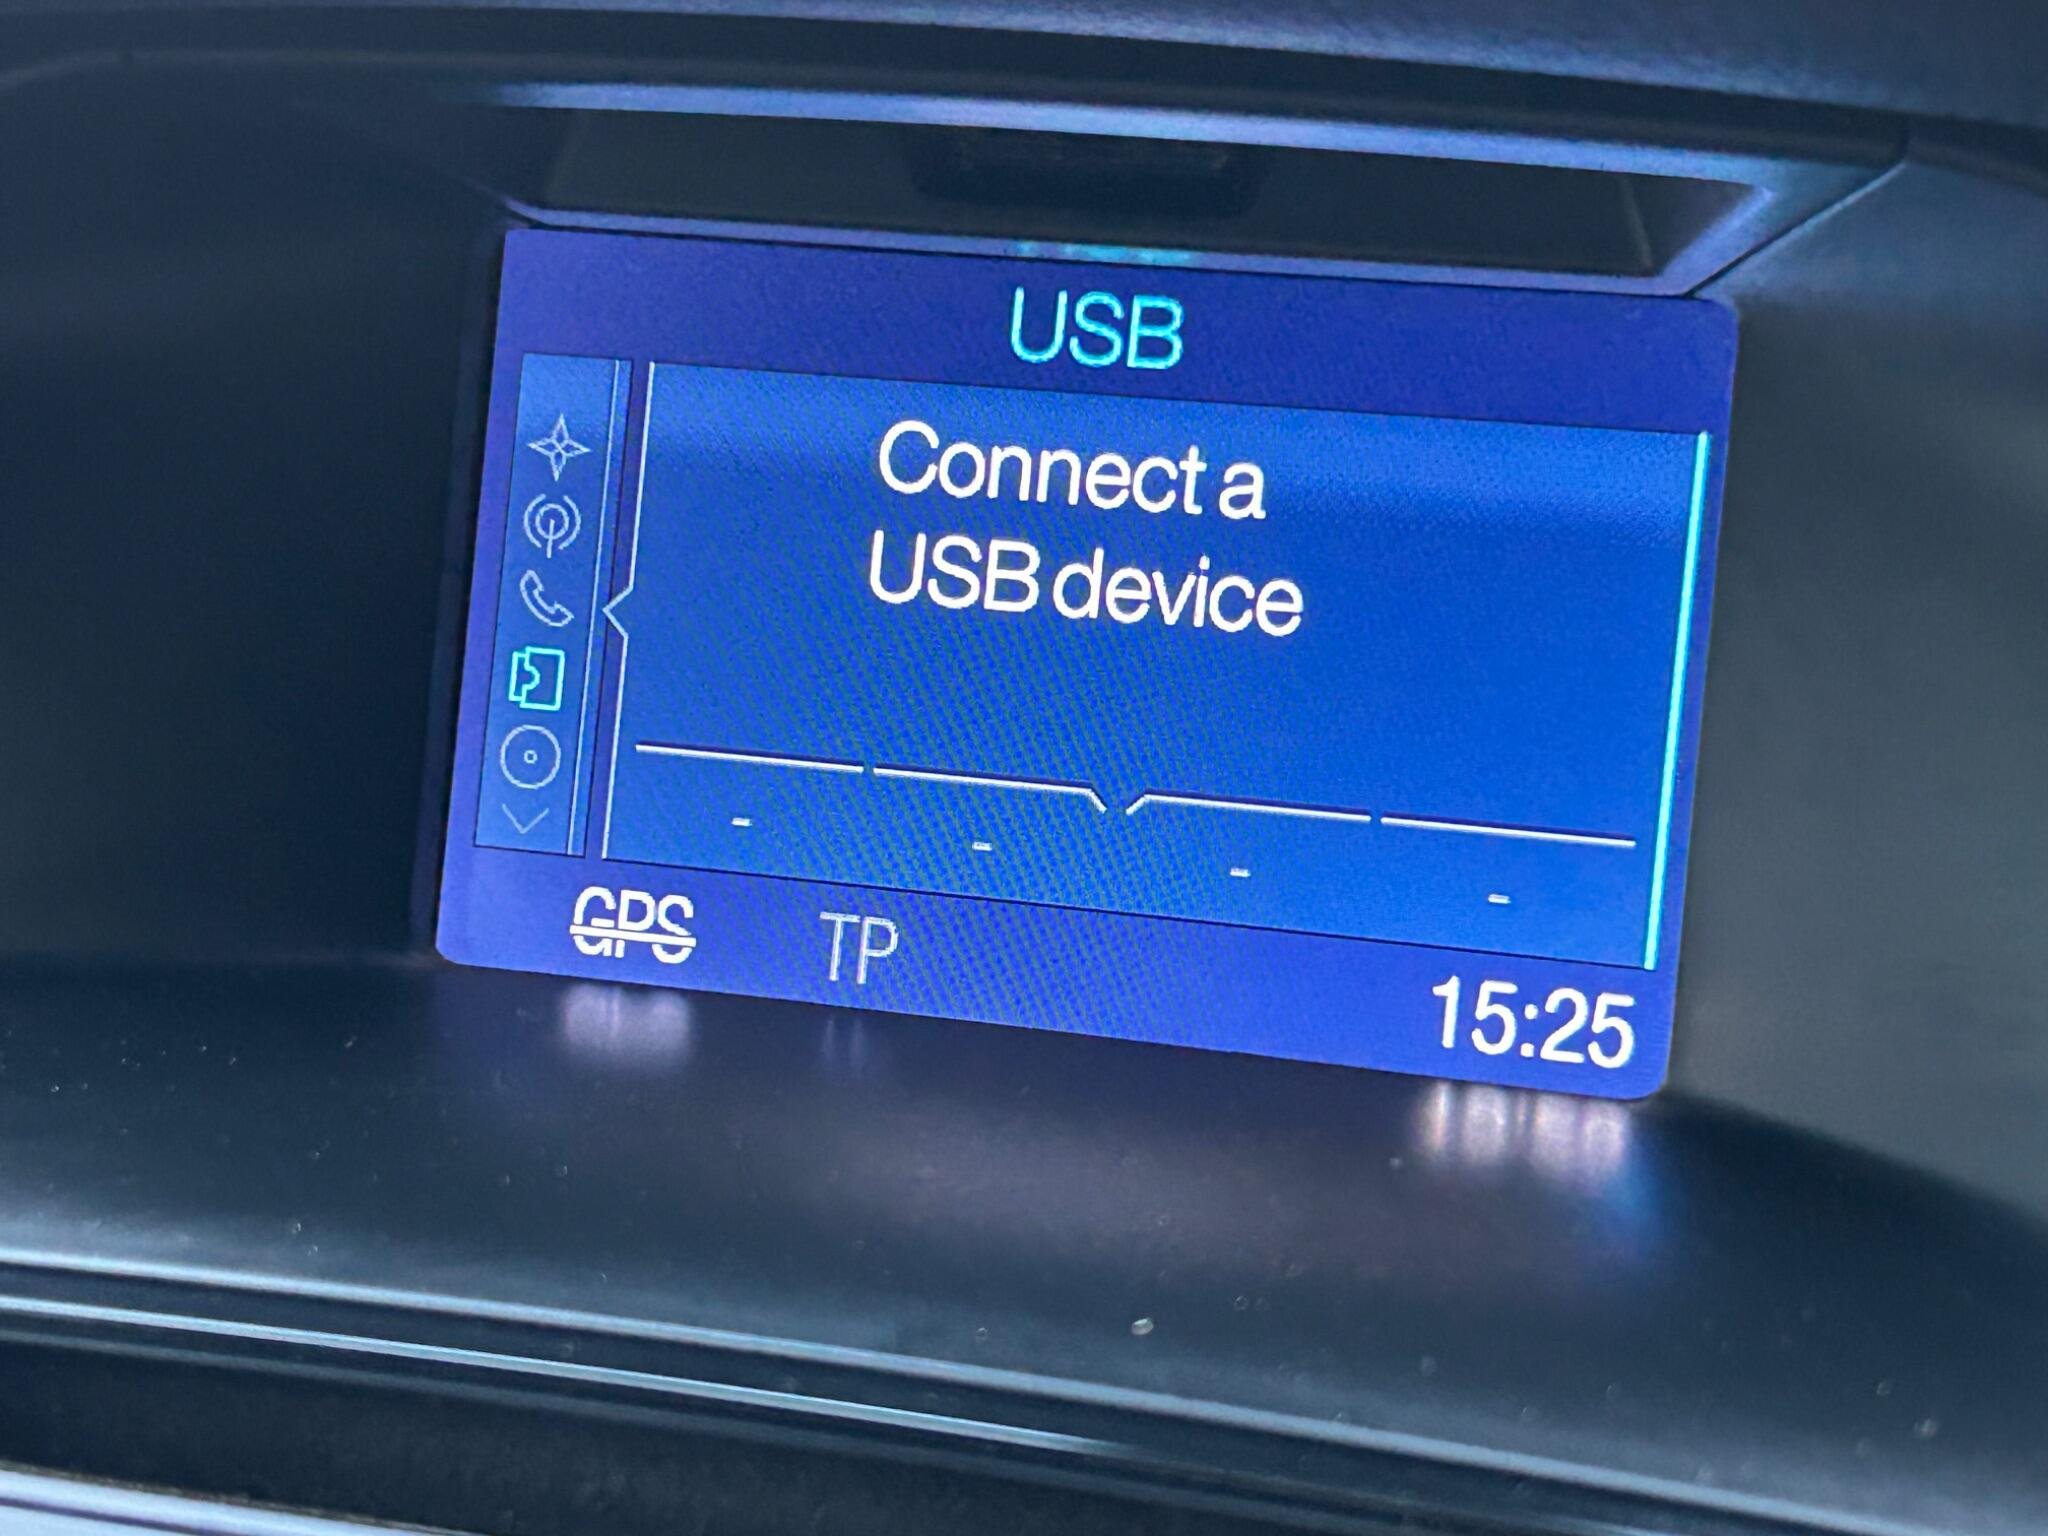 USB
Connect a
USB device
- - - -
GPS TP 15:25